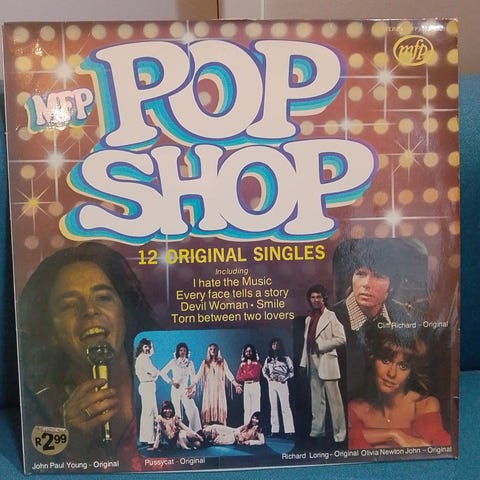 mfp
MFP
POP
SHOP
12 ORIGINAL SINGLES
Including
I hate the Music
Every face tells a story
Devil Woman · Smile
Torn between two lovers
Cliff Richard - Original
R2.99
John Paul Young - Original
Pussycat - Original
Richard Loring - Original
Olivia Newton John - Original